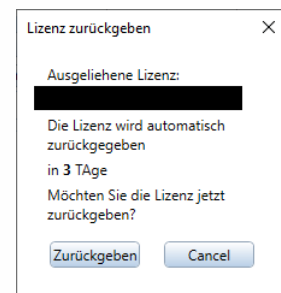 Lizenz zurückgeben
Ausgeliehene Lizenz:
Die Lizenz wird automatisch
zurückgegeben
in 3 TAge
Möchten Sie die Lizenz jetzt
zurückgeben?
Zurückgeben Cancel